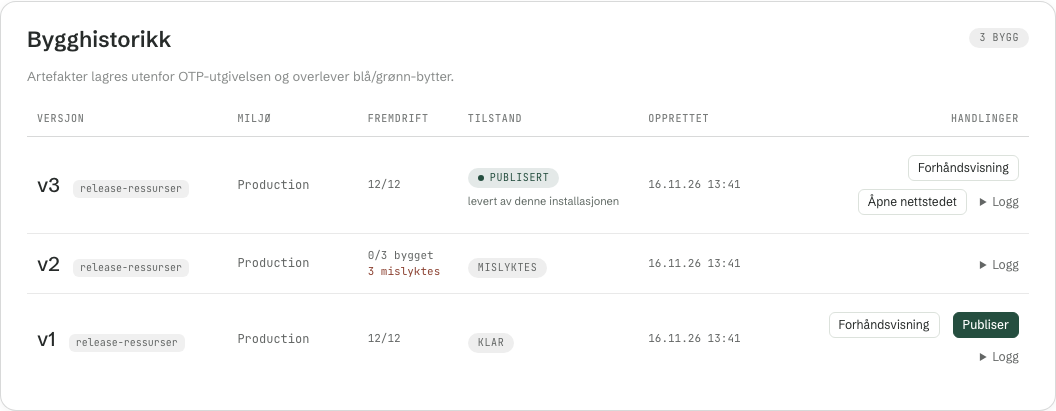 Bygghistorikk
3 BYGG
Artefakter lagres utenfor OTP-utgivelsen og overlever blå/grønn-bytter.
VERSJON MILJØ FREMDRIFT TILSTAND OPPRETTET HANDLINGER
v3 release-ressurser Production 12/12 PUBLISERT 16.11.26 13:41 Forhåndsvisning
levert av denne installasjonen Åpne nettstedet Logg
v2 release-ressurser Production 0/3 bygget MISLYKTES 16.11.26 13:41 Logg
3 mislyktes
v1 release-ressurser Production 12/12 KLAR 16.11.26 13:41 Forhåndsvisning Publiser
Logg